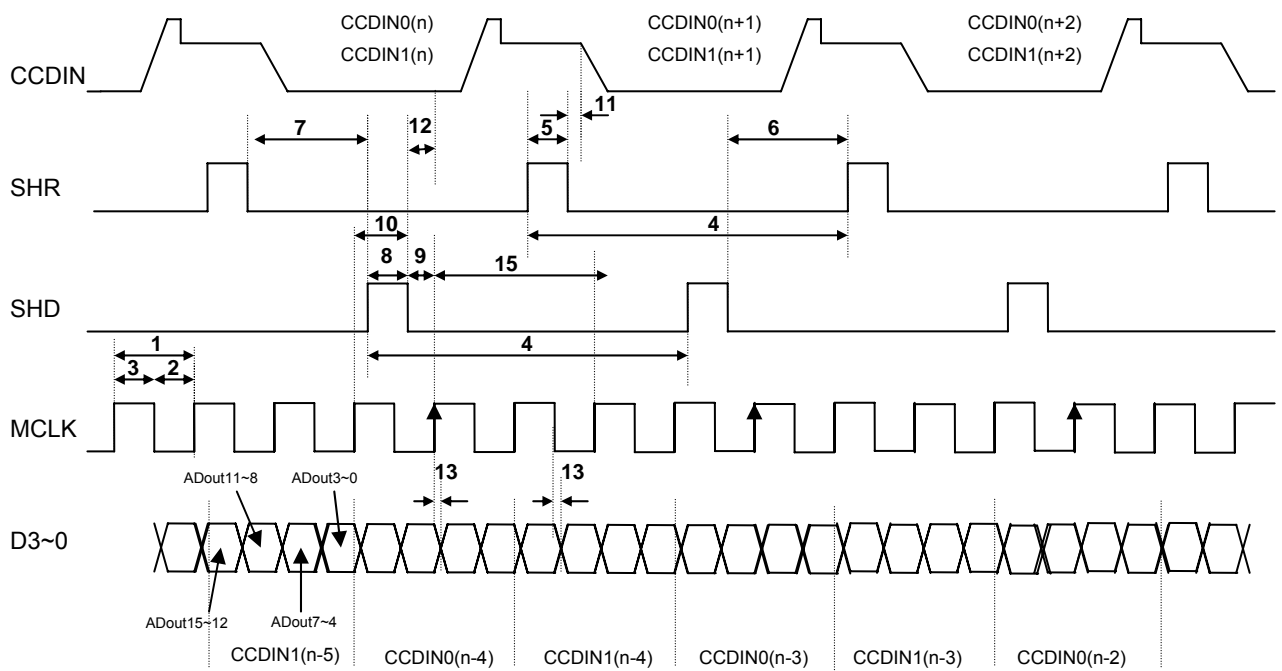 CCDIN0(n) CCDIN0(n+1) CCDIN0(n+2)
CCDIN1(n) CCDIN1(n+1) CCDIN1(n+2)
CCDIN
11
7 12 5 6
SHR
10 4
8 9 15
SHD
1 4
3 2
MCLK
ADout11~8 ADout3~0 13 13
D3~0
ADout15~12 ADout7~4
CCDIN1(n-5) CCDIN0(n-4) CCDIN1(n-4) CCDIN0(n-3) CCDIN1(n-3) CCDIN0(n-2)